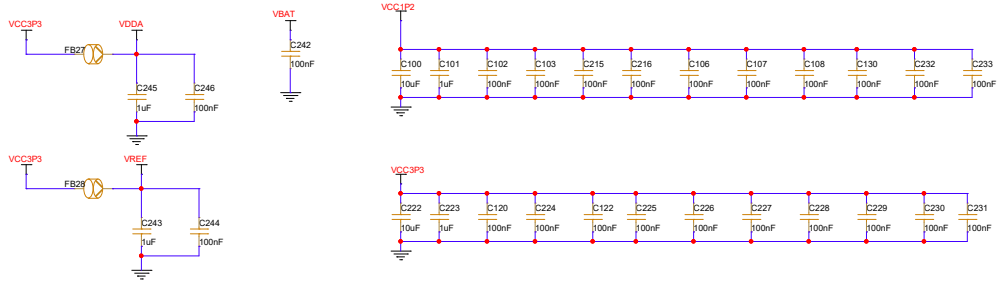 VCC3P3
VDDA
FB27
C245
1uF
C246
100nF
VBAT
C242
100nF
VCC1P2
C100
10uF
C101
1uF
C102
100nF
C103
100nF
C215
100nF
C216
100nF
C106
100nF
C107
100nF
C108
100nF
C130
100nF
C232
100nF
C233
100nF
VCC3P3
VREF
FB28
C243
1uF
C244
100nF
VCC3P3
C222
10uF
C223
1uF
C120
100nF
C224
100nF
C122
100nF
C225
100nF
C226
100nF
C227
100nF
C228
100nF
C229
100nF
C230
100nF
C231
100nF